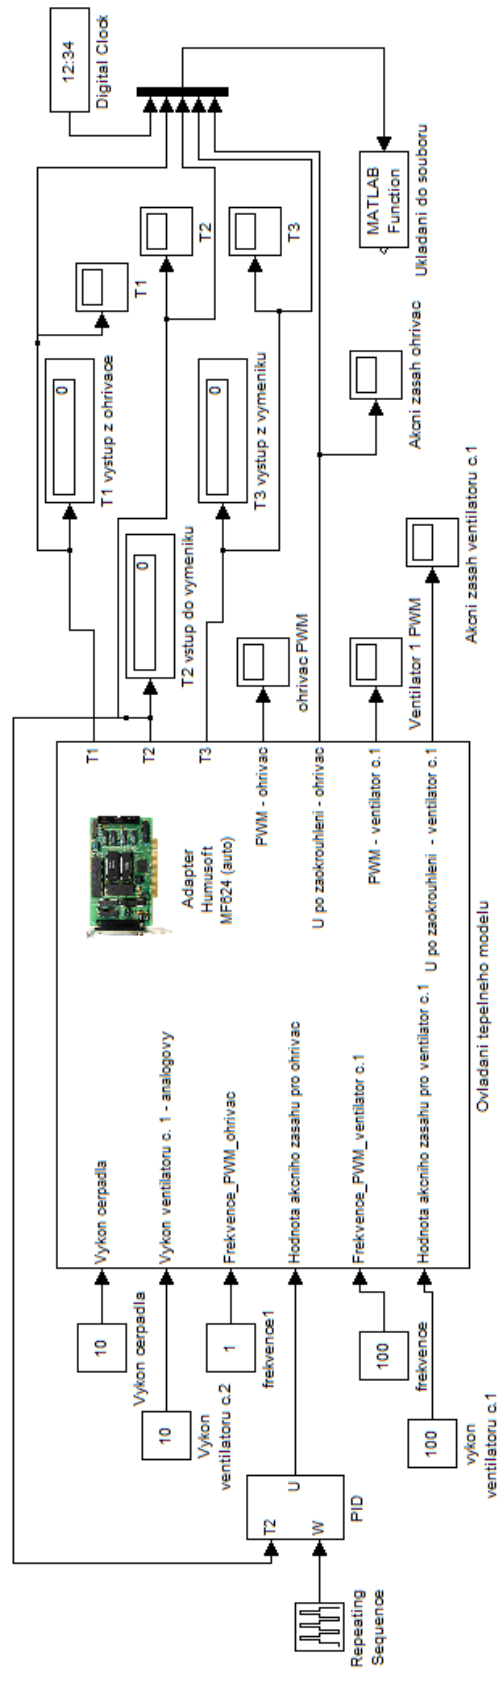 Repeating
Sequence
T2
W
U
PID
10
Vykon cerpadla
10
Vykon
ventilatoru c.2
1
frekvence1
100
frekvence
100
vykon
ventilatoru c.1
Vykon cerpadla
Vykon ventilatoru c. 1 - analogovy
Frekvence_PWM_ohrivac
Hodnota akcniho zasahu pro ohrivac
Frekvence_PWM_ventilator c.1
Hodnota akcniho zasahu pro ventilator c.1
Adapter
Humusoft
MF624 (auto)
T1
T2
T3
PWM - ohrivac
U po zaokrouhleni - ohrivac
PWM - ventilator c.1
U po zaokrouhleni - ventilator c.1
Ovladani tepelneho modelu
0
T1 vystup z ohrivace
0
T2 vstup do vymeniku
0
T3 vystup z vymeniku
ohrivac PWM
Ventilator 1 PWM
Akcni zasah ventilatoru c.1
Akcni zasah ohrivac
T1
T2
T3
12:34
Digital Clock
MATLAB
Function
Ukladani do souboru